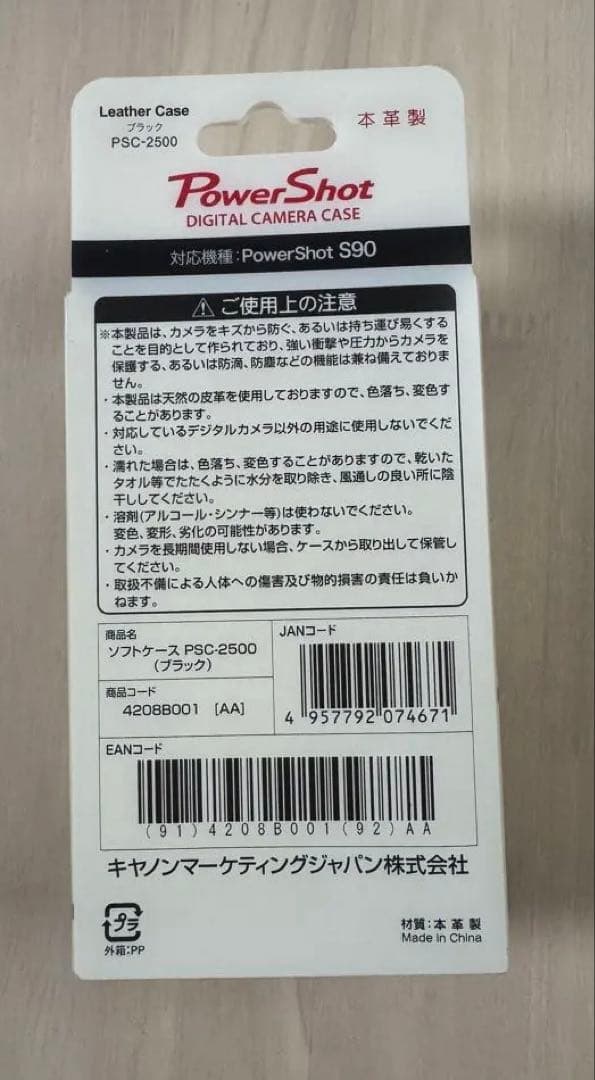 Leather Case
ブラック
PSC-2500
本革製
PowerShot
DIGITAL CAMERA CASE
対応機種：PowerShot S90
⚠ ご使用上の注意
※本製品は、カメラをキズから防ぐ、あるいは持ち運び易くする
ことを目的として作られており、強い衝撃や圧力からカメラを
保護する、あるいは防滴、防塵などの機能は兼ね備えておりま
せん。
・本製品は天然の皮革を使用しておりますので、色落ち、変色す
ることがあります。
・対応しているデジタルカメラ以外の用途に使用しないでくだ
さい。
・濡れた場合は、色落ち、変色することがありますので、乾いた
タオル等でたたくように水分を取り除き、風通しの良い所に陰
干ししてください。
・溶剤(アルコール・シンナー等)は使わないでください。
変色、変形、劣化の可能性があります。
・カメラを長期間使用しない場合、ケースから取り出して保管し
てください。
・取扱不備による人体への傷害及び物的損害の責任は負いか
ねます。
商品名
ソフトケース PSC-2500
（ブラック）
商品コード
4208B001 [AA]
JANコード
4 957792 074671
EANコード
(91)4208B001(92)AA
キヤノンマーケティングジャパン株式会社
プラ
外箱：PP
材質：本革製
Made in China